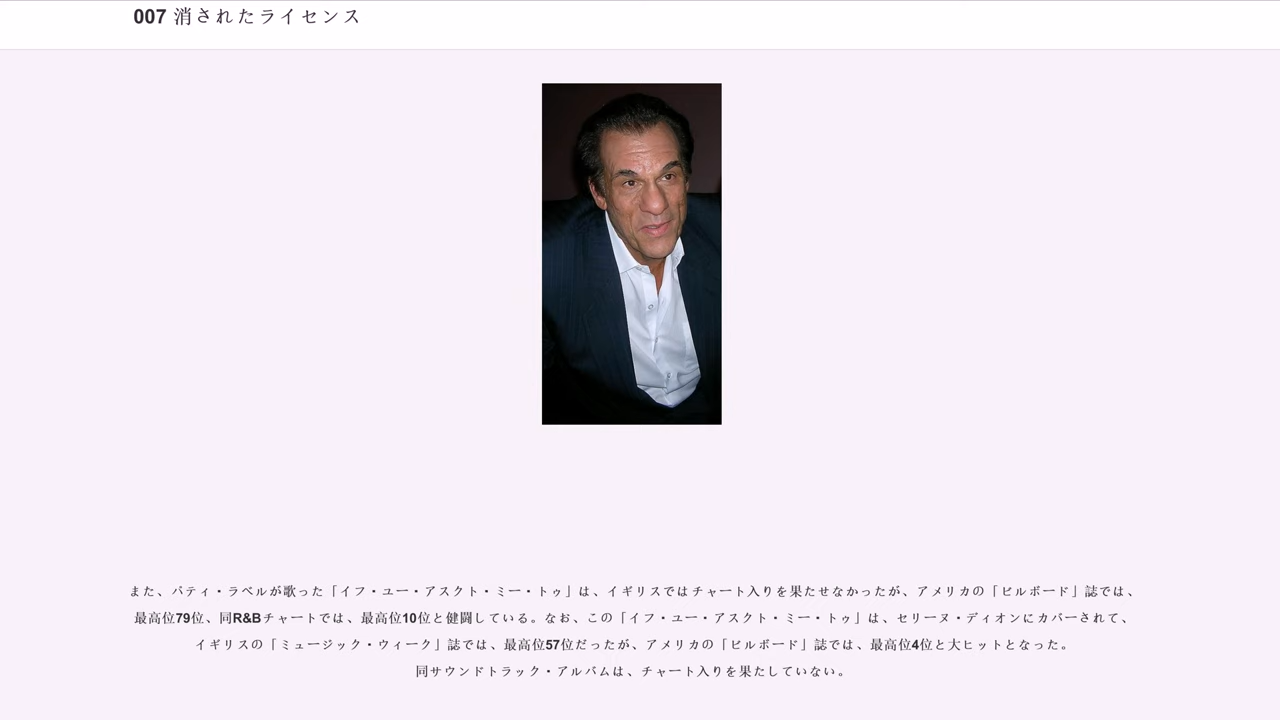 007 消されたライセンス
また、パティ・ラベルが歌った「イフ・ユー・アスクト・ミー・トゥ」は、イギリスではチャート入りを果たせなかったが、アメリカの「ビルボード」誌では、
最高位79位、同R&Bチャートでは、最高位10位と健闘している。なお、この「イフ・ユー・アスクト・ミー・トゥ」は、セリーヌ・ディオンにカバーされて、
イギリスの「ミュージック・ウィーク」誌では、最高位57位だったが、アメリカの「ビルボード」誌では、最高位4位と大ヒットとなった。
同サウンドトラック・アルバムは、チャート入りを果たしていない。